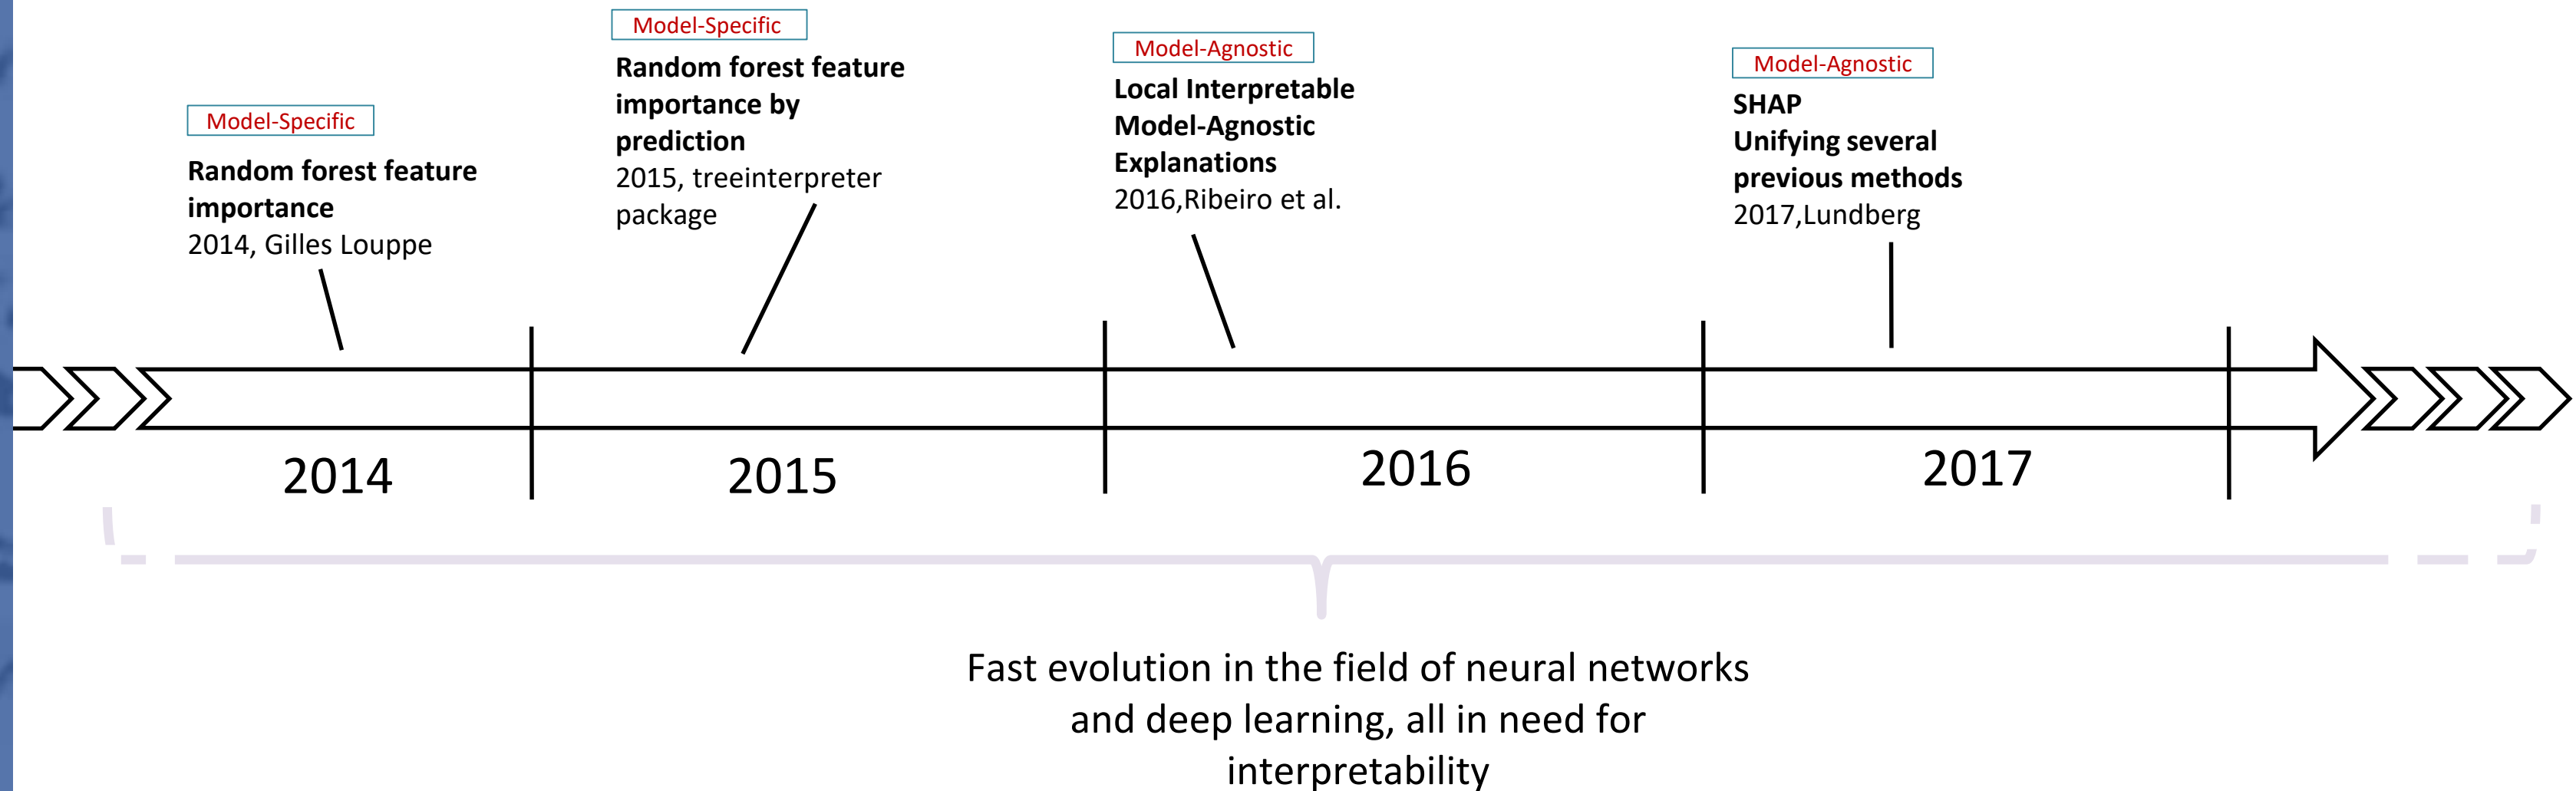 Model-Specific
Random forest feature
importance
2014, Gilles Louppe
Model-Specific
Random forest feature
importance by
prediction
2015, treeinterpreter
package
Model-Agnostic
Local Interpretable
Model-Agnostic
Explanations
2016,Ribeiro et al.
Model-Agnostic
SHAP
Unifying several
previous methods
2017,Lundberg
2014
2015
2016
2017
Fast evolution in the field of neural networks
and deep learning, all in need for
interpretability